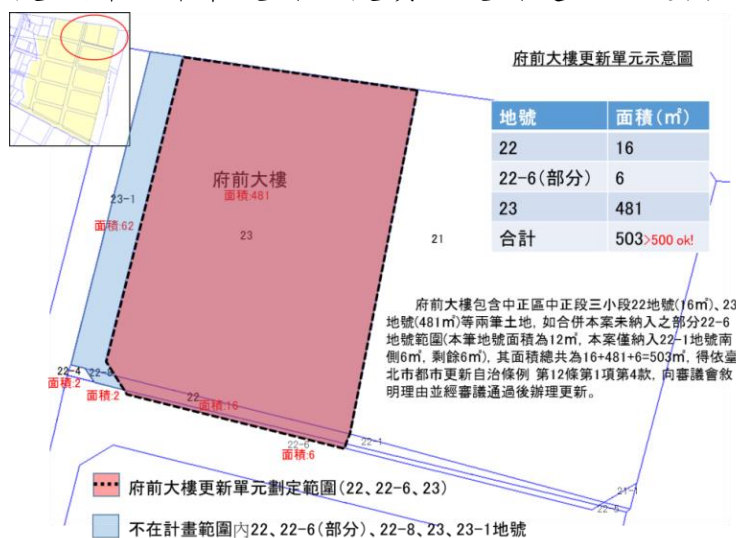 府前大樓更新單元示意圖
地號 面積(㎡)
22 16
22-6(部分) 6
23 481
合計 503>500 ok!
府前大樓
面積:481
23-1
面積:62
23
21
府前大樓包含中正區中正段三小段22地號(16㎡)、23
地號(481㎡)等兩筆土地, 如合併本案未納入之部分22-6
地號範圍(本筆地號面積為12㎡, 本案僅納入22-1地號南
側6㎡, 剩餘6㎡), 其面積總共為16+481+6=503㎡, 得依臺
北市都市更新自治條例 第12條第1項第4款, 向審議會敘
明理由並經審議通過後辦理更新。
22-4
面積:2
22-8
面積:2
22
面積:16
22-6
面積:6
22-1
21-1
22-5
府前大樓更新單元劃定範圍(22、22-6、23)
不在計畫範圍內22、22-6(部分)、22-8、23、23-1地號